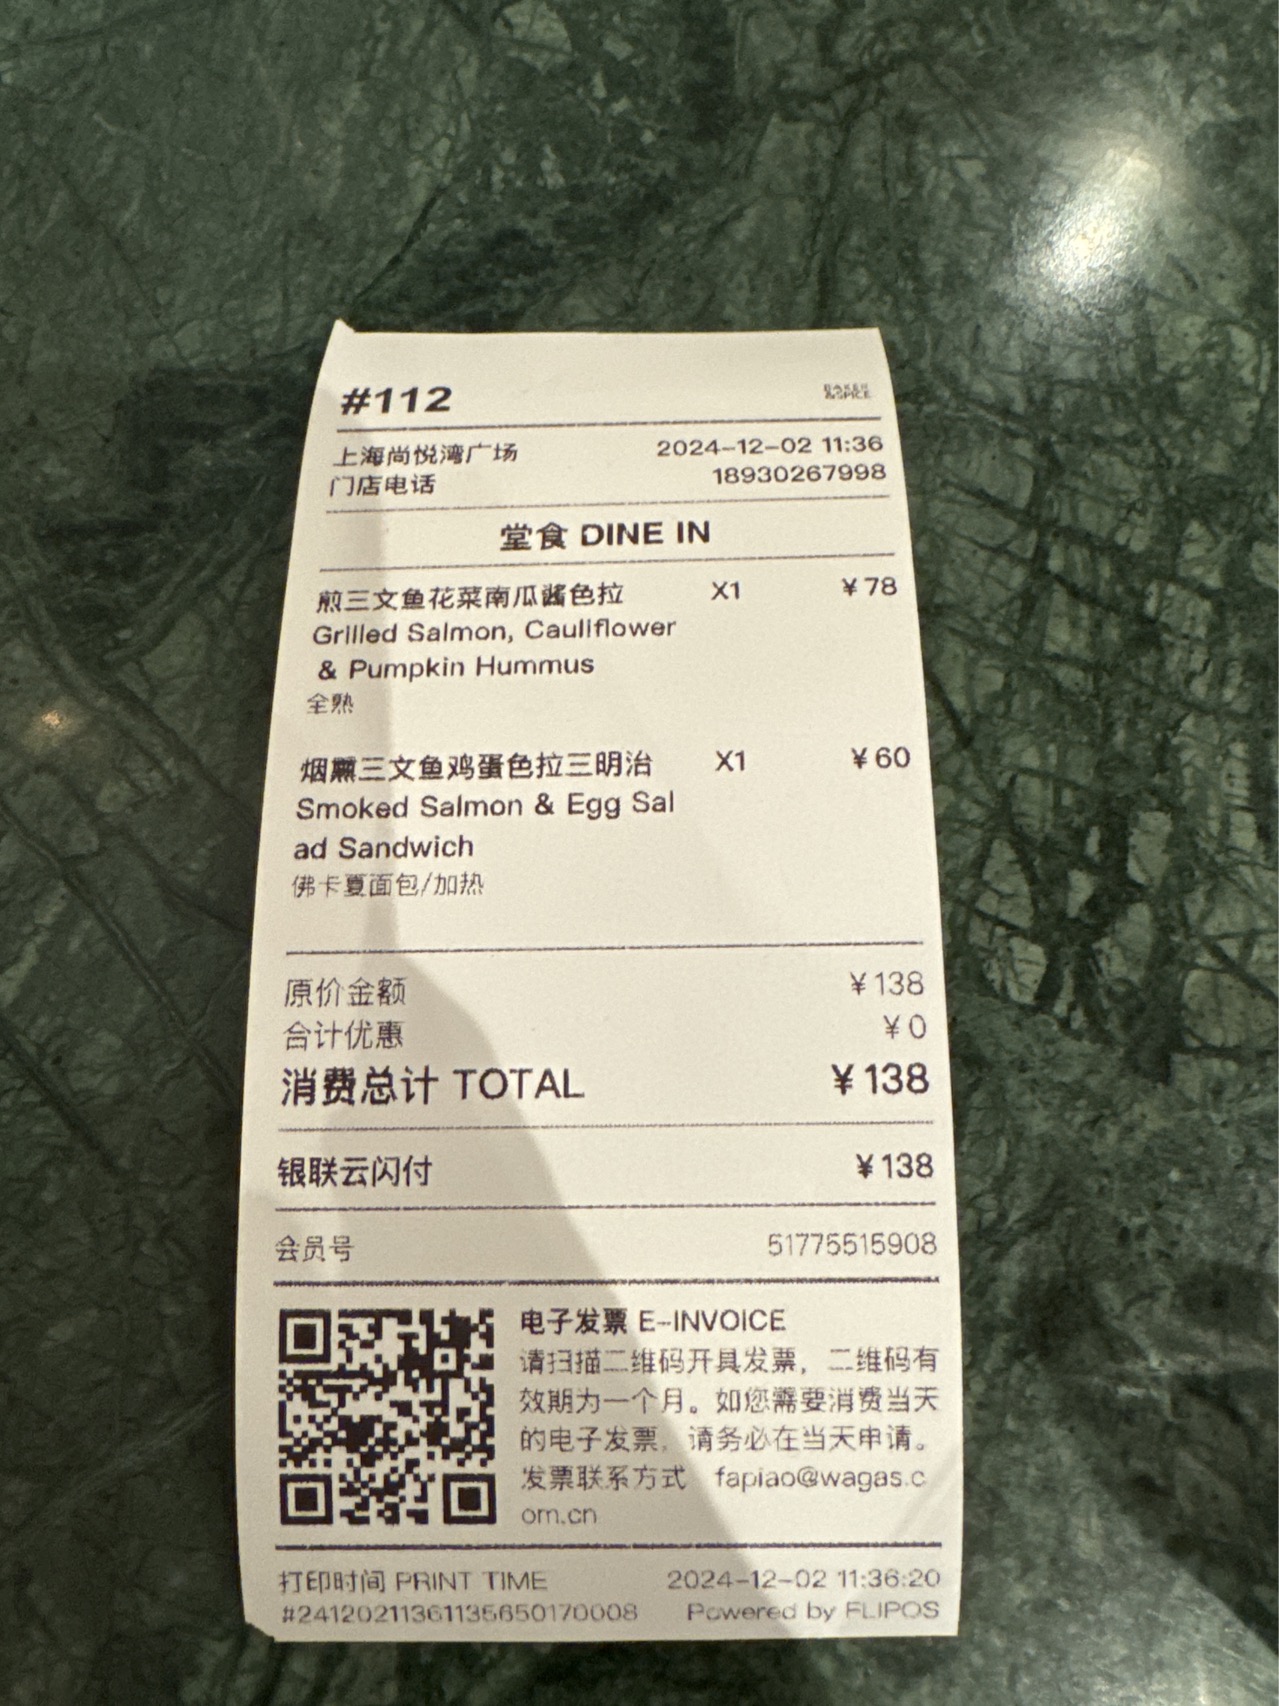 #112
BAKER
&SPICE
上海尚悦湾广场 2024-12-02 11:36
门店电话 18930267998
堂食 DINE IN
煎三文鱼花菜南瓜酱色拉 X1 ¥78
Grilled Salmon, Cauliflower
& Pumpkin Hummus
全熟
烟熏三文鱼鸡蛋色拉三明治 X1 ¥60
Smoked Salmon & Egg Sal
ad Sandwich
佛卡夏面包/加热
原价金额 ¥138
合计优惠 ¥0
消费总计 TOTAL ¥138
银联云闪付 ¥138
会员号 51775515908
电子发票 E-INVOICE
请扫描二维码开具发票，二维码有
效期为一个月。如您需要消费当天
的电子发票，请务必在当天申请。
发票联系方式 fapiao@wagas.c
om.cn
打印时间 PRINT TIME 2024-12-02 11:36:20
#24120211361135650170008 Powered by FLIPOS